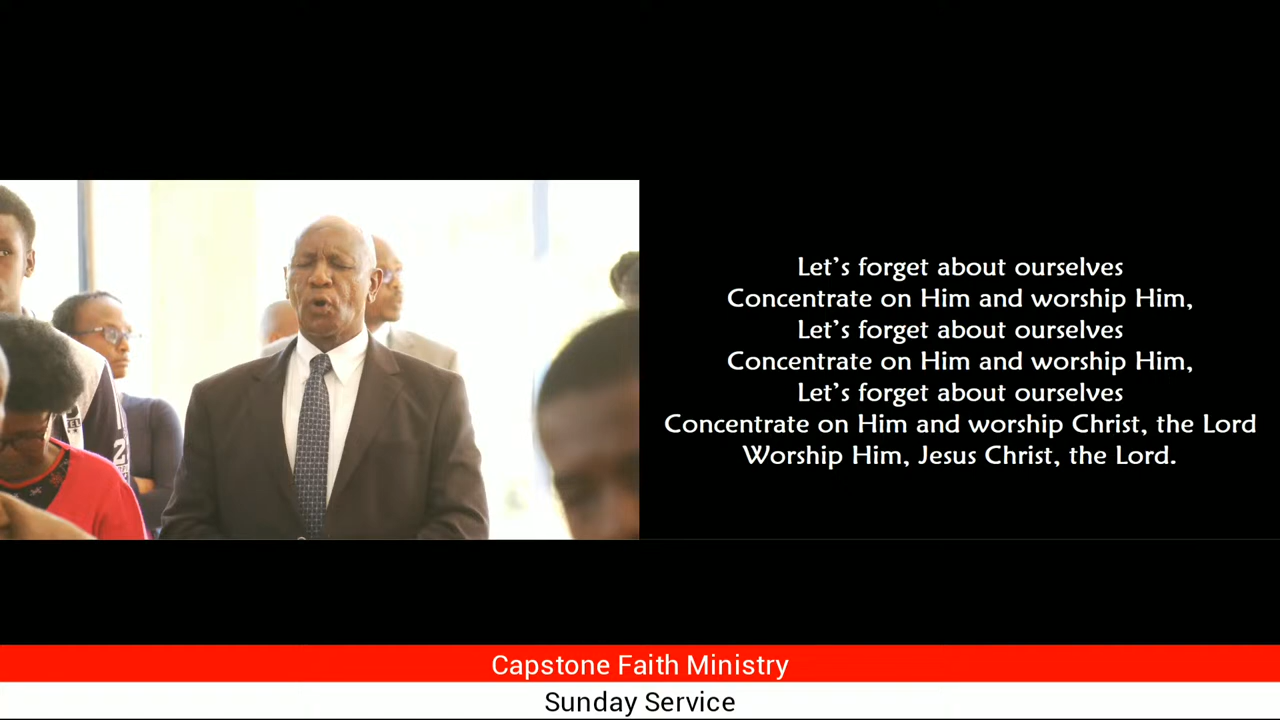 Let's forget about ourselves
Concentrate on Him and worship Him,
Let's forget about ourselves
Concentrate on Him and worship Him,
Let's forget about ourselves
Concentrate on Him and worship Christ, the Lord
Worship Him, Jesus Christ, the Lord.
Capstone Faith Ministry
Sunday Service